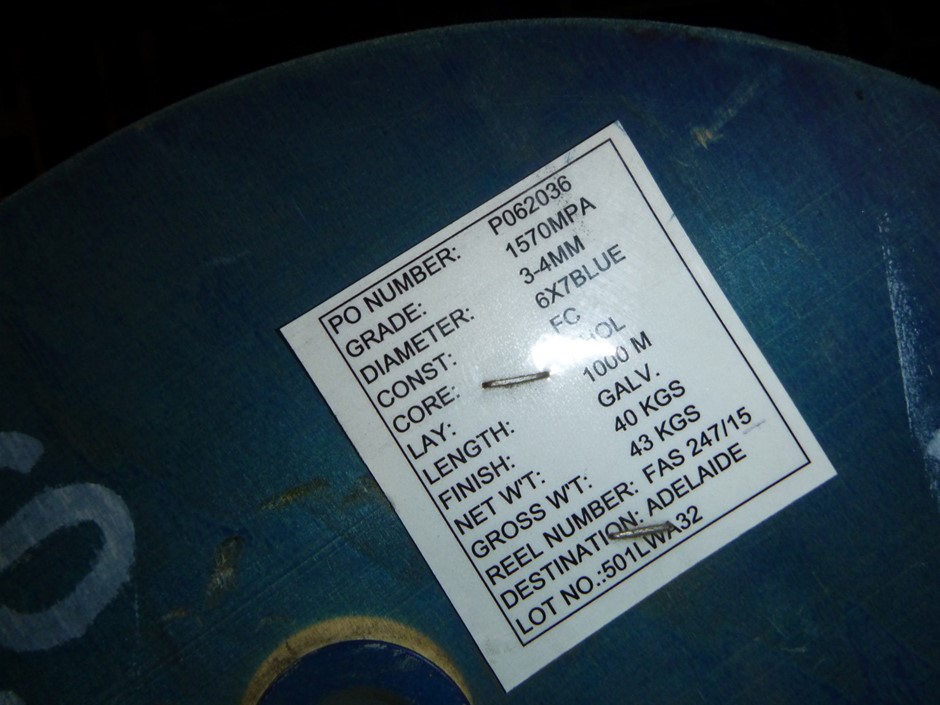 PO NUMBER: P062036
GRADE: 1570MPA
DIAMETER: 3-4MM
CONST: 6X7BLUE
CORE: FC
LAY:
LENGTH: 1000 M
FINISH: GALV.
NET W'T: 40 KGS
GROSS W'T: 43 KGS
REEL NUMBER: FAS 247/15
DESTINATION: ADELAIDE
LOT NO.:501LWA32
S